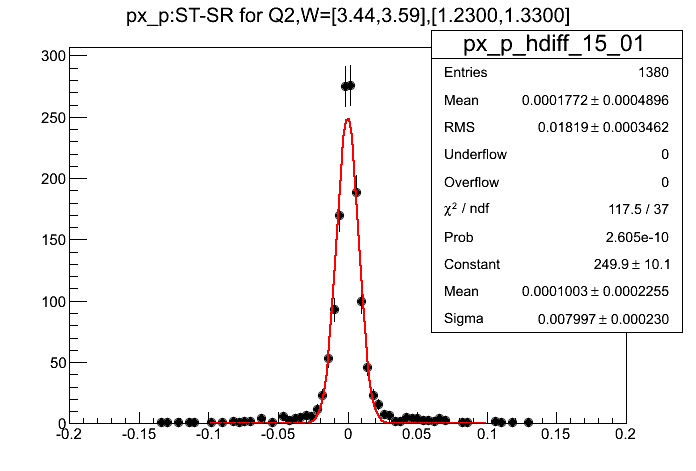 px_p:ST-SR for Q2,W=[3.44,3.59],[1.2300,1.3300]
px_p_hdiff_15_01
Entries 1380
Mean 0.0001772 ± 0.0004896
RMS 0.01819 ± 0.0003462
Underflow 0
Overflow 0
χ² / ndf 117.5 / 37
Prob 2.605e-10
Constant 249.9 ± 10.1
Mean 0.0001003 ± 0.0002255
Sigma 0.007997 ± 0.000230
300
250
200
150
100
50
0
-0.2 -0.15 -0.1 -0.05 0 0.05 0.1 0.15 0.2